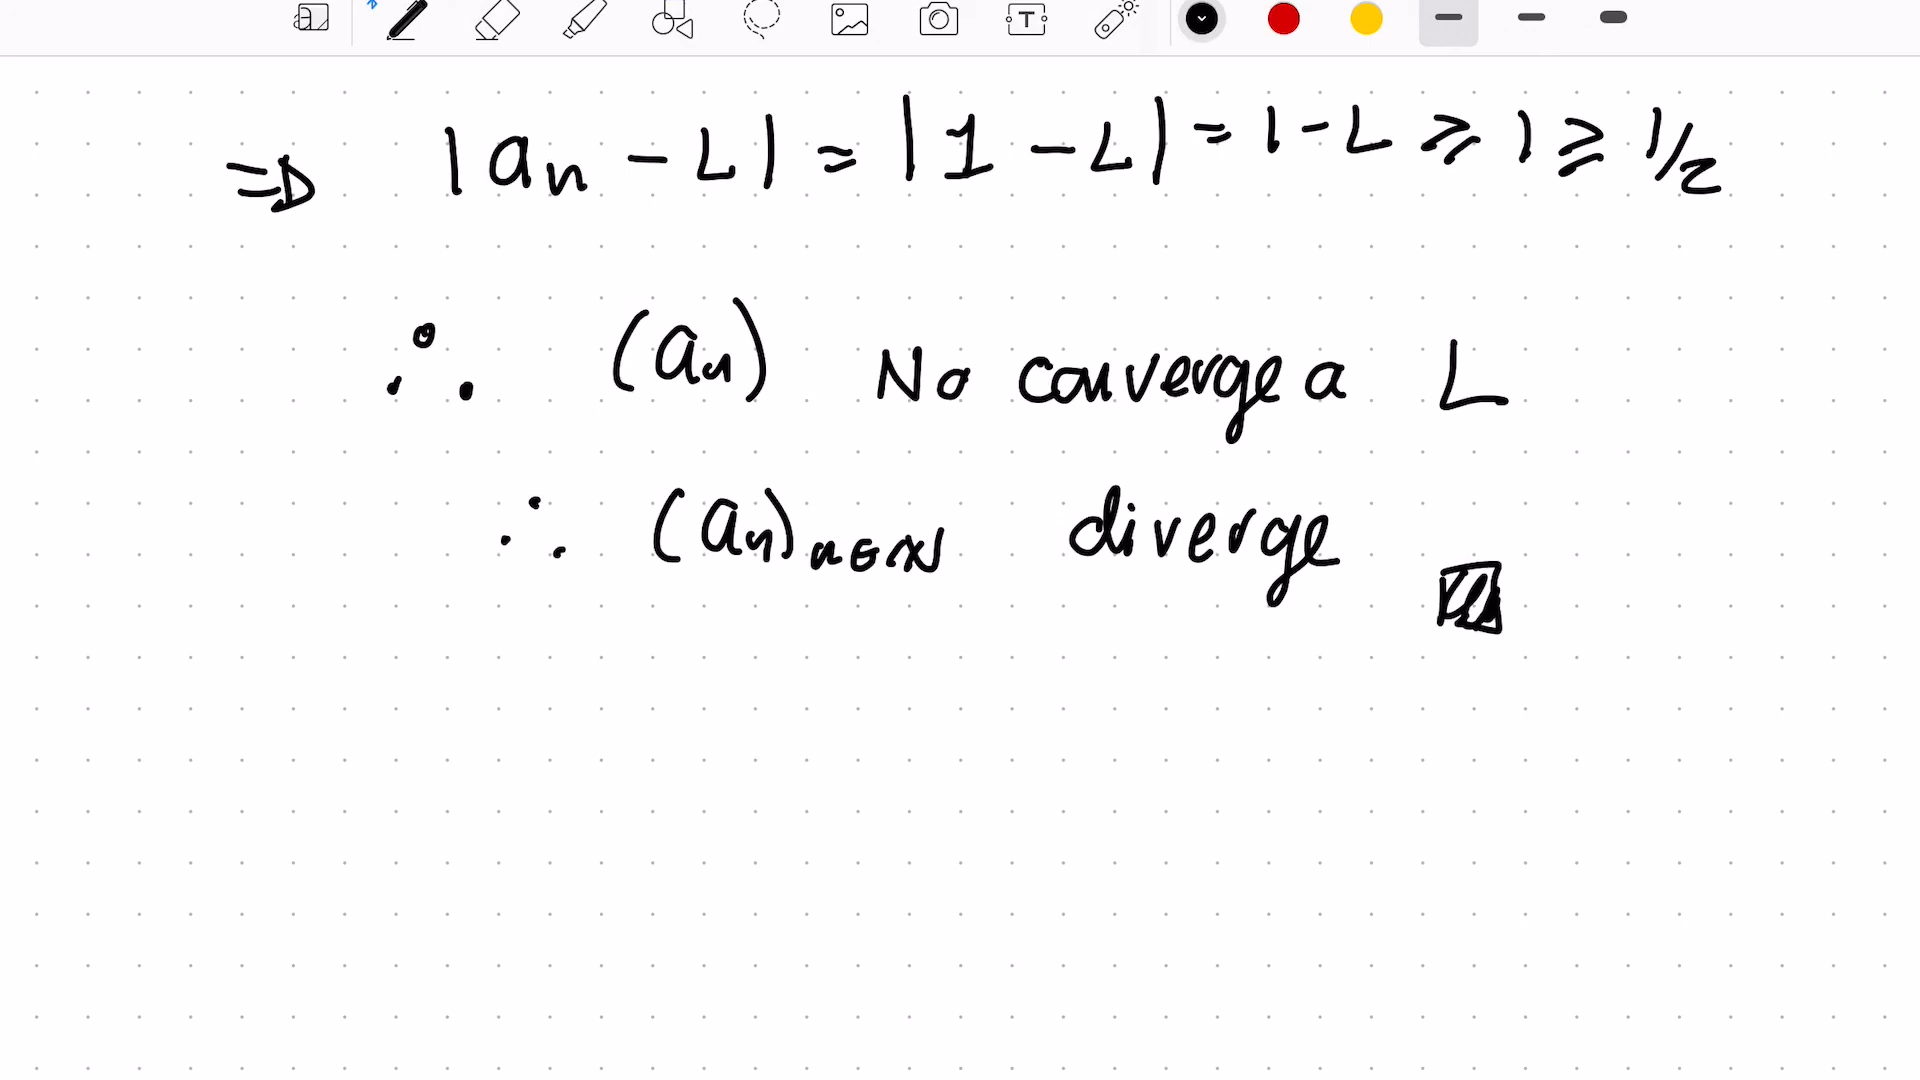 ⇒ |an - L| = |1 - L| = 1 - L ⩾ 1 ⩾ 1/2
∴ (an) No converge a L
∴ (an)n∈ℕ diverge